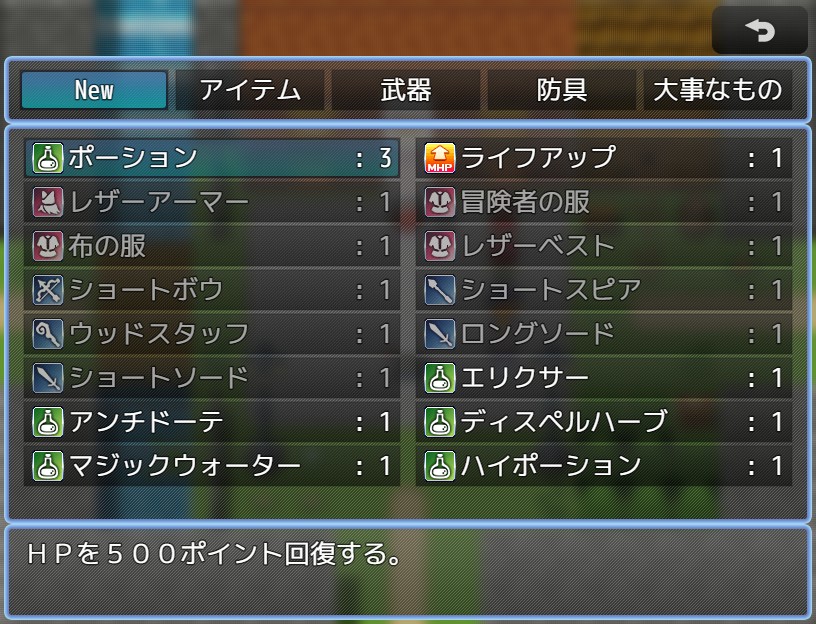 New アイテム 武器 防具 大事なもの
ポーション : 3 MHP ライフアップ : 1
レザーアーマー : 1 冒険者の服 : 1
布の服 : 1 レザーベスト : 1
ショートボウ : 1 ショートスピア : 1
ウッドスタッフ : 1 ロングソード : 1
ショートソード : 1 エリクサー : 1
アンチドーテ : 1 ディスペルハーブ : 1
マジックウォーター : 1 ハイポーション : 1
ＨＰを５００ポイント回復する。